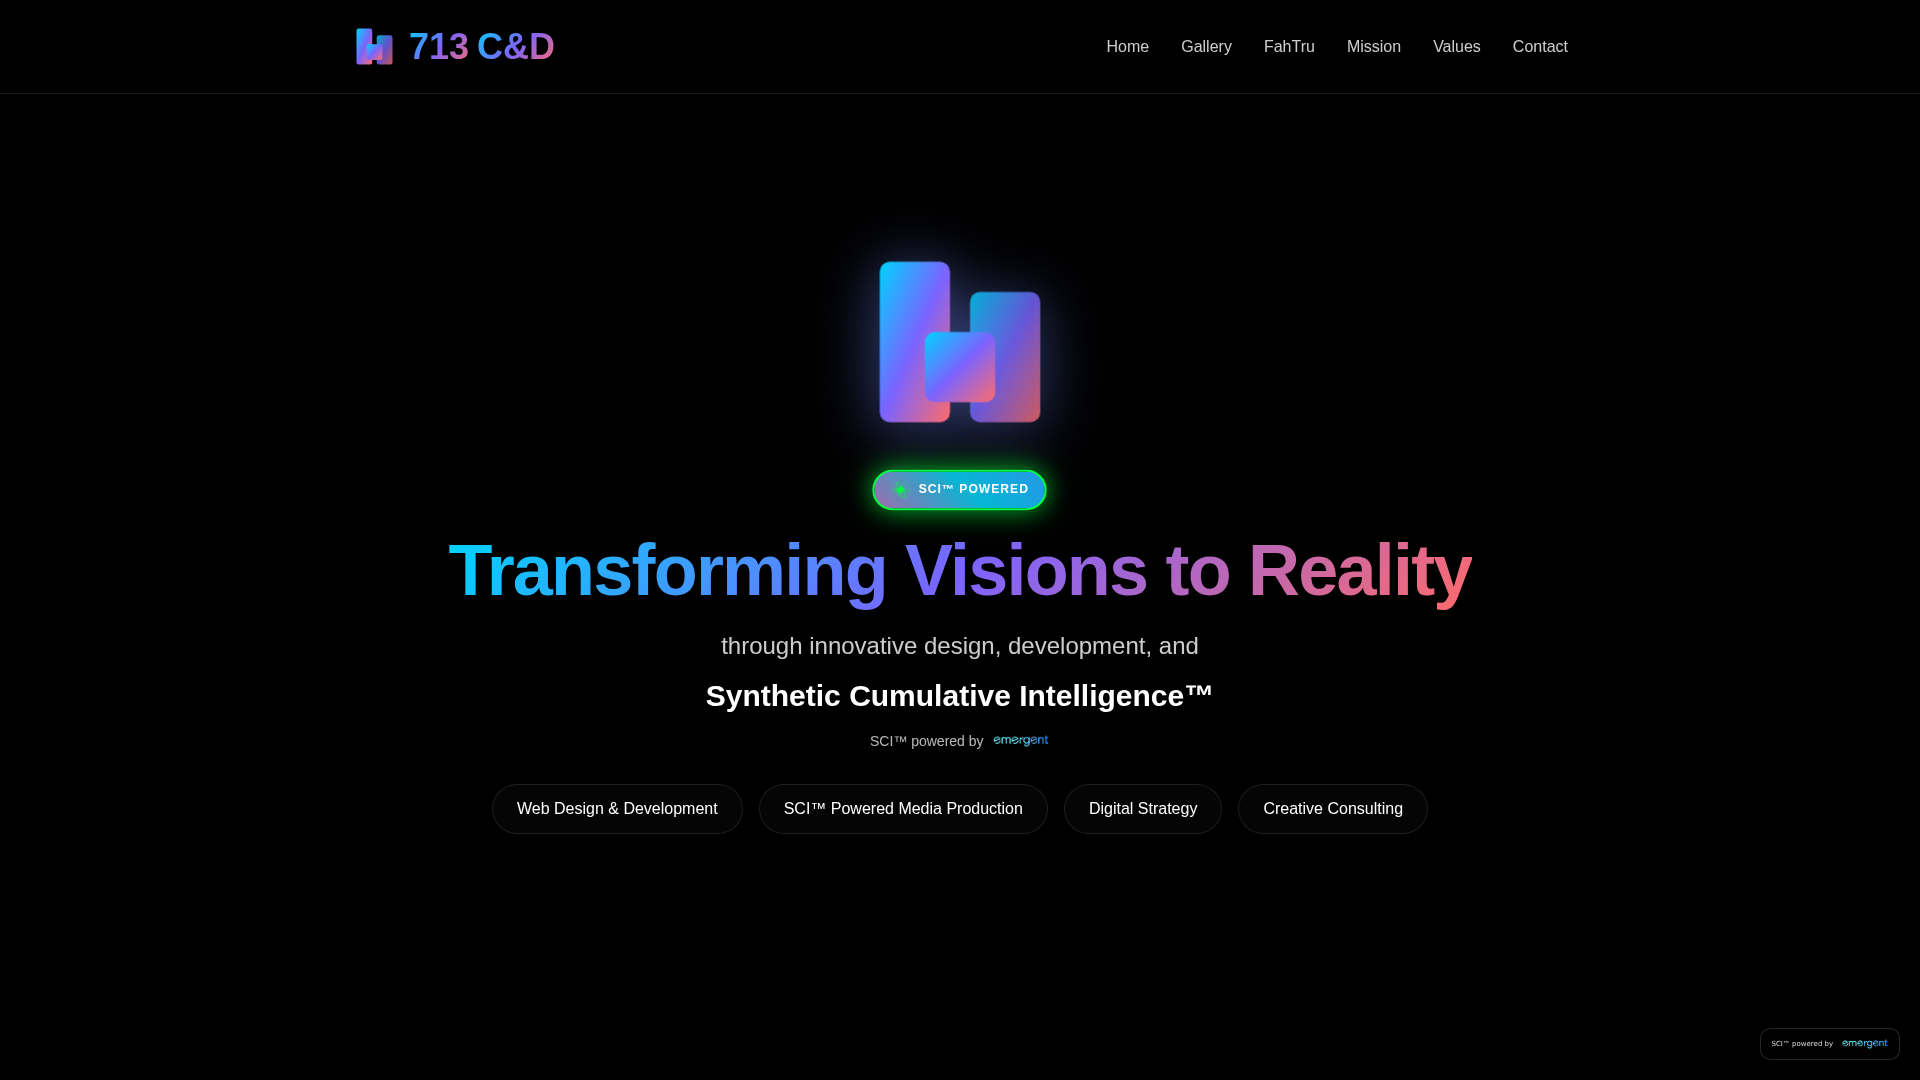 713 C&D
Home
Gallery
FahTru
Mission
Values
Contact
SCI™ POWERED
Transforming Visions to Reality
through innovative design, development, and
Synthetic Cumulative Intelligence™
SCI™ powered by emergent
Web Design & Development
SCI™ Powered Media Production
Digital Strategy
Creative Consulting
SCI™ powered by emergent